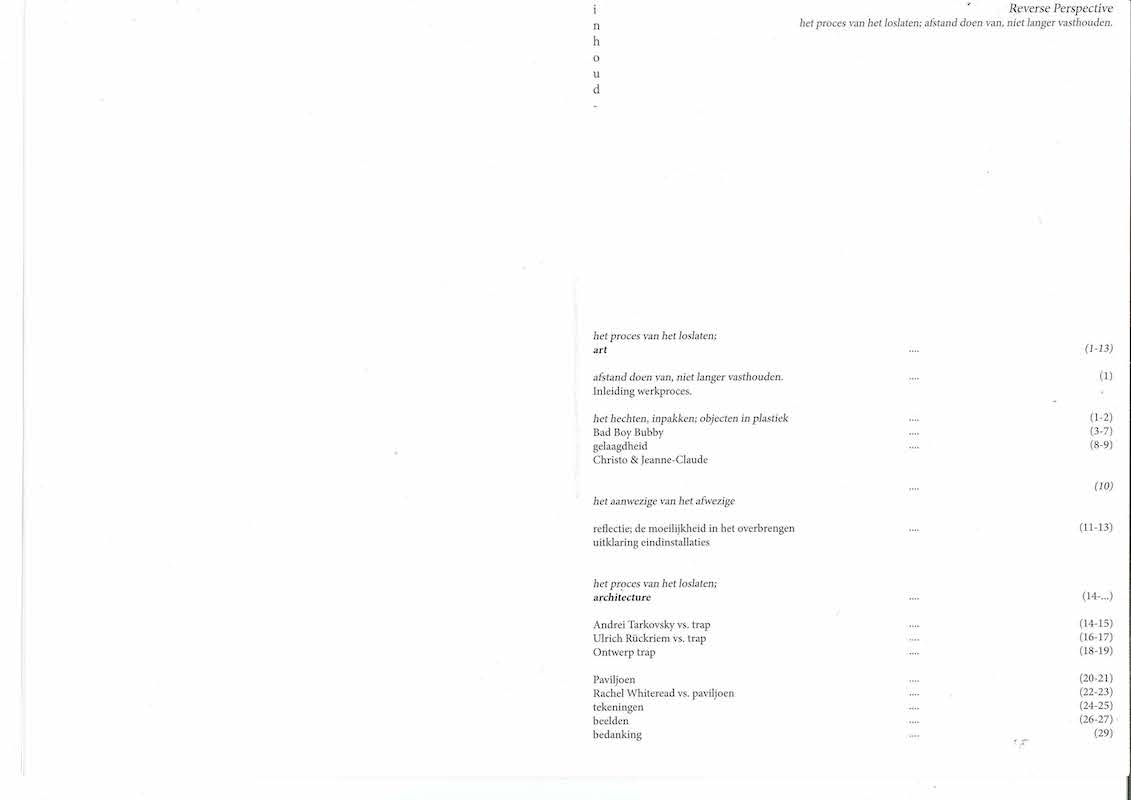 i
n
h
o
u
d
-
Reverse Perspective
het proces van het loslaten; afstand doen van, niet langer vasthouden.
het proces van het loslaten;
art .... (1-13)
afstand doen van, niet langer vasthouden. .... (1)
Inleiding werkproces.
het hechten, inpakken; objecten in plastiek .... (1-2)
Bad Boy Bubby .... (3-7)
gelaagdheid .... (8-9)
Christo & Jeanne-Claude
.... (10)
het aanwezige van het afwezige
reflectie; de moeilijkheid in het overbrengen .... (11-13)
uitklaring eindinstallaties
het proces van het loslaten;
architecture .... (14-...)
Andrei Tarkovsky vs. trap .... (14-15)
Ulrich Rückriem vs. trap .... (16-17)
Ontwerp trap .... (18-19)
Paviljoen .... (20-21)
Rachel Whiteread vs. paviljoen .... (22-23)
tekeningen .... (24-25)
beelden .... (26-27)
bedanking .... (29)